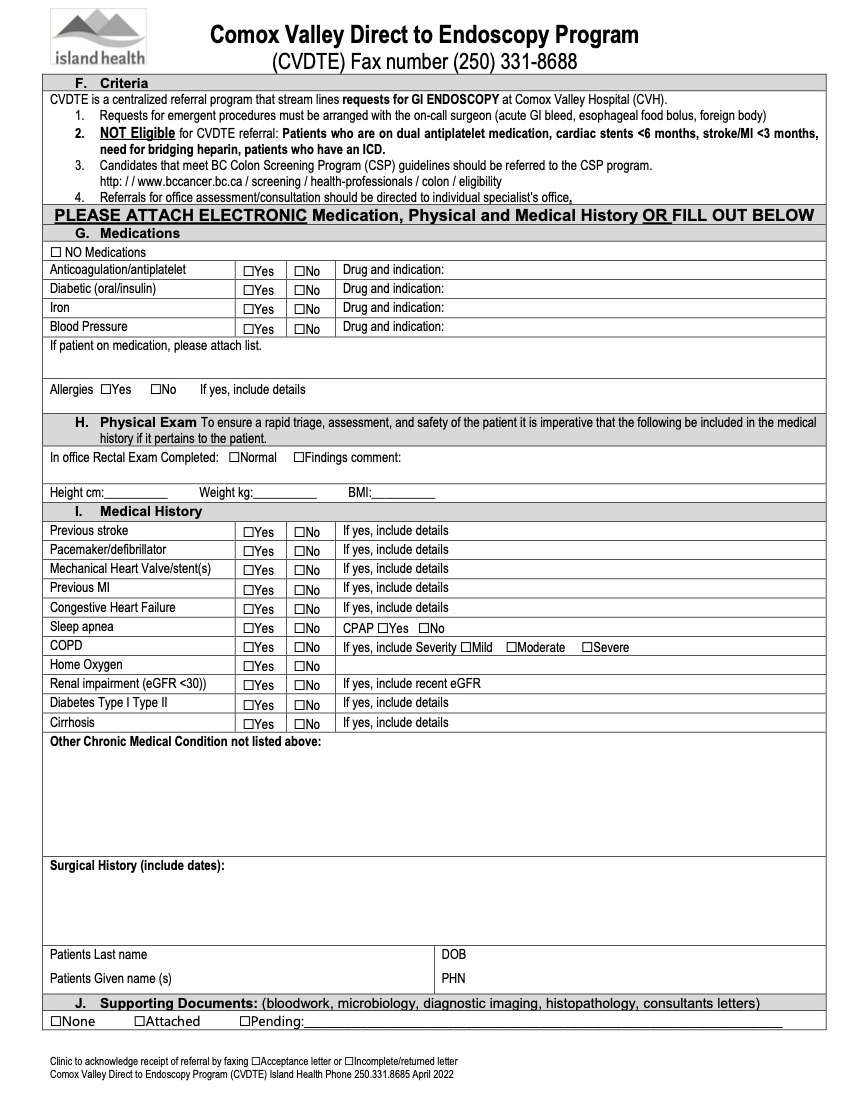 island health
Comox Valley Direct to Endoscopy Program
(CVDTE) Fax number (250) 331-8688
F. Criteria
CVDTE is a centralized referral program that stream lines requests for GI ENDOSCOPY at Comox Valley Hospital (CVH).
1. Requests for emergent procedures must be arranged with the on-call surgeon (acute GI bleed, esophageal food bolus, foreign body)
2. NOT Eligible for CVDTE referral: Patients who are on dual antiplatelet medication, cardiac stents <6 months, stroke/MI <3 months,
need for bridging heparin, patients who have an ICD.
3. Candidates that meet BC Colon Screening Program (CSP) guidelines should be referred to the CSP program.
http: / / www.bccancer.bc.ca / screening / health-professionals / colon / eligibility
4. Referrals for office assessment/consultation should be directed to individual specialist's office.
PLEASE ATTACH ELECTRONIC Medication, Physical and Medical History OR FILL OUT BELOW
G. Medications
☐ NO Medications
Anticoagulation/antiplatelet ☐Yes ☐No Drug and indication:
Diabetic (oral/insulin) ☐Yes ☐No Drug and indication:
Iron ☐Yes ☐No Drug and indication:
Blood Pressure ☐Yes ☐No Drug and indication:
If patient on medication, please attach list.
Allergies ☐Yes ☐No If yes, include details
H. Physical Exam To ensure a rapid triage, assessment, and safety of the patient it is imperative that the following be included in the medical
history if it pertains to the patient.
In office Rectal Exam Completed: ☐Normal ☐Findings comment:
Height cm:__________ Weight kg:__________ BMI:__________
I. Medical History
Previous stroke ☐Yes ☐No If yes, include details
Pacemaker/defibrillator ☐Yes ☐No If yes, include details
Mechanical Heart Valve/stent(s) ☐Yes ☐No If yes, include details
Previous MI ☐Yes ☐No If yes, include details
Congestive Heart Failure ☐Yes ☐No If yes, include details
Sleep apnea ☐Yes ☐No CPAP ☐Yes ☐No
COPD ☐Yes ☐No If yes, include Severity ☐Mild ☐Moderate ☐Severe
Home Oxygen ☐Yes ☐No
Renal impairment (eGFR <30)) ☐Yes ☐No If yes, include recent eGFR
Diabetes Type I Type II ☐Yes ☐No If yes, include details
Cirrhosis ☐Yes ☐No If yes, include details
Other Chronic Medical Condition not listed above:
Surgical History (include dates):
Patients Last name DOB
Patients Given name (s) PHN
J. Supporting Documents: (bloodwork, microbiology, diagnostic imaging, histopathology, consultants letters)
☐None ☐Attached ☐Pending:____________________
Clinic to acknowledge receipt of referral by faxing ☐Acceptance letter or ☐Incomplete/returned letter
Comox Valley Direct to Endoscopy Program (CVDTE) Island Health Phone 250.331.8685 April 2022